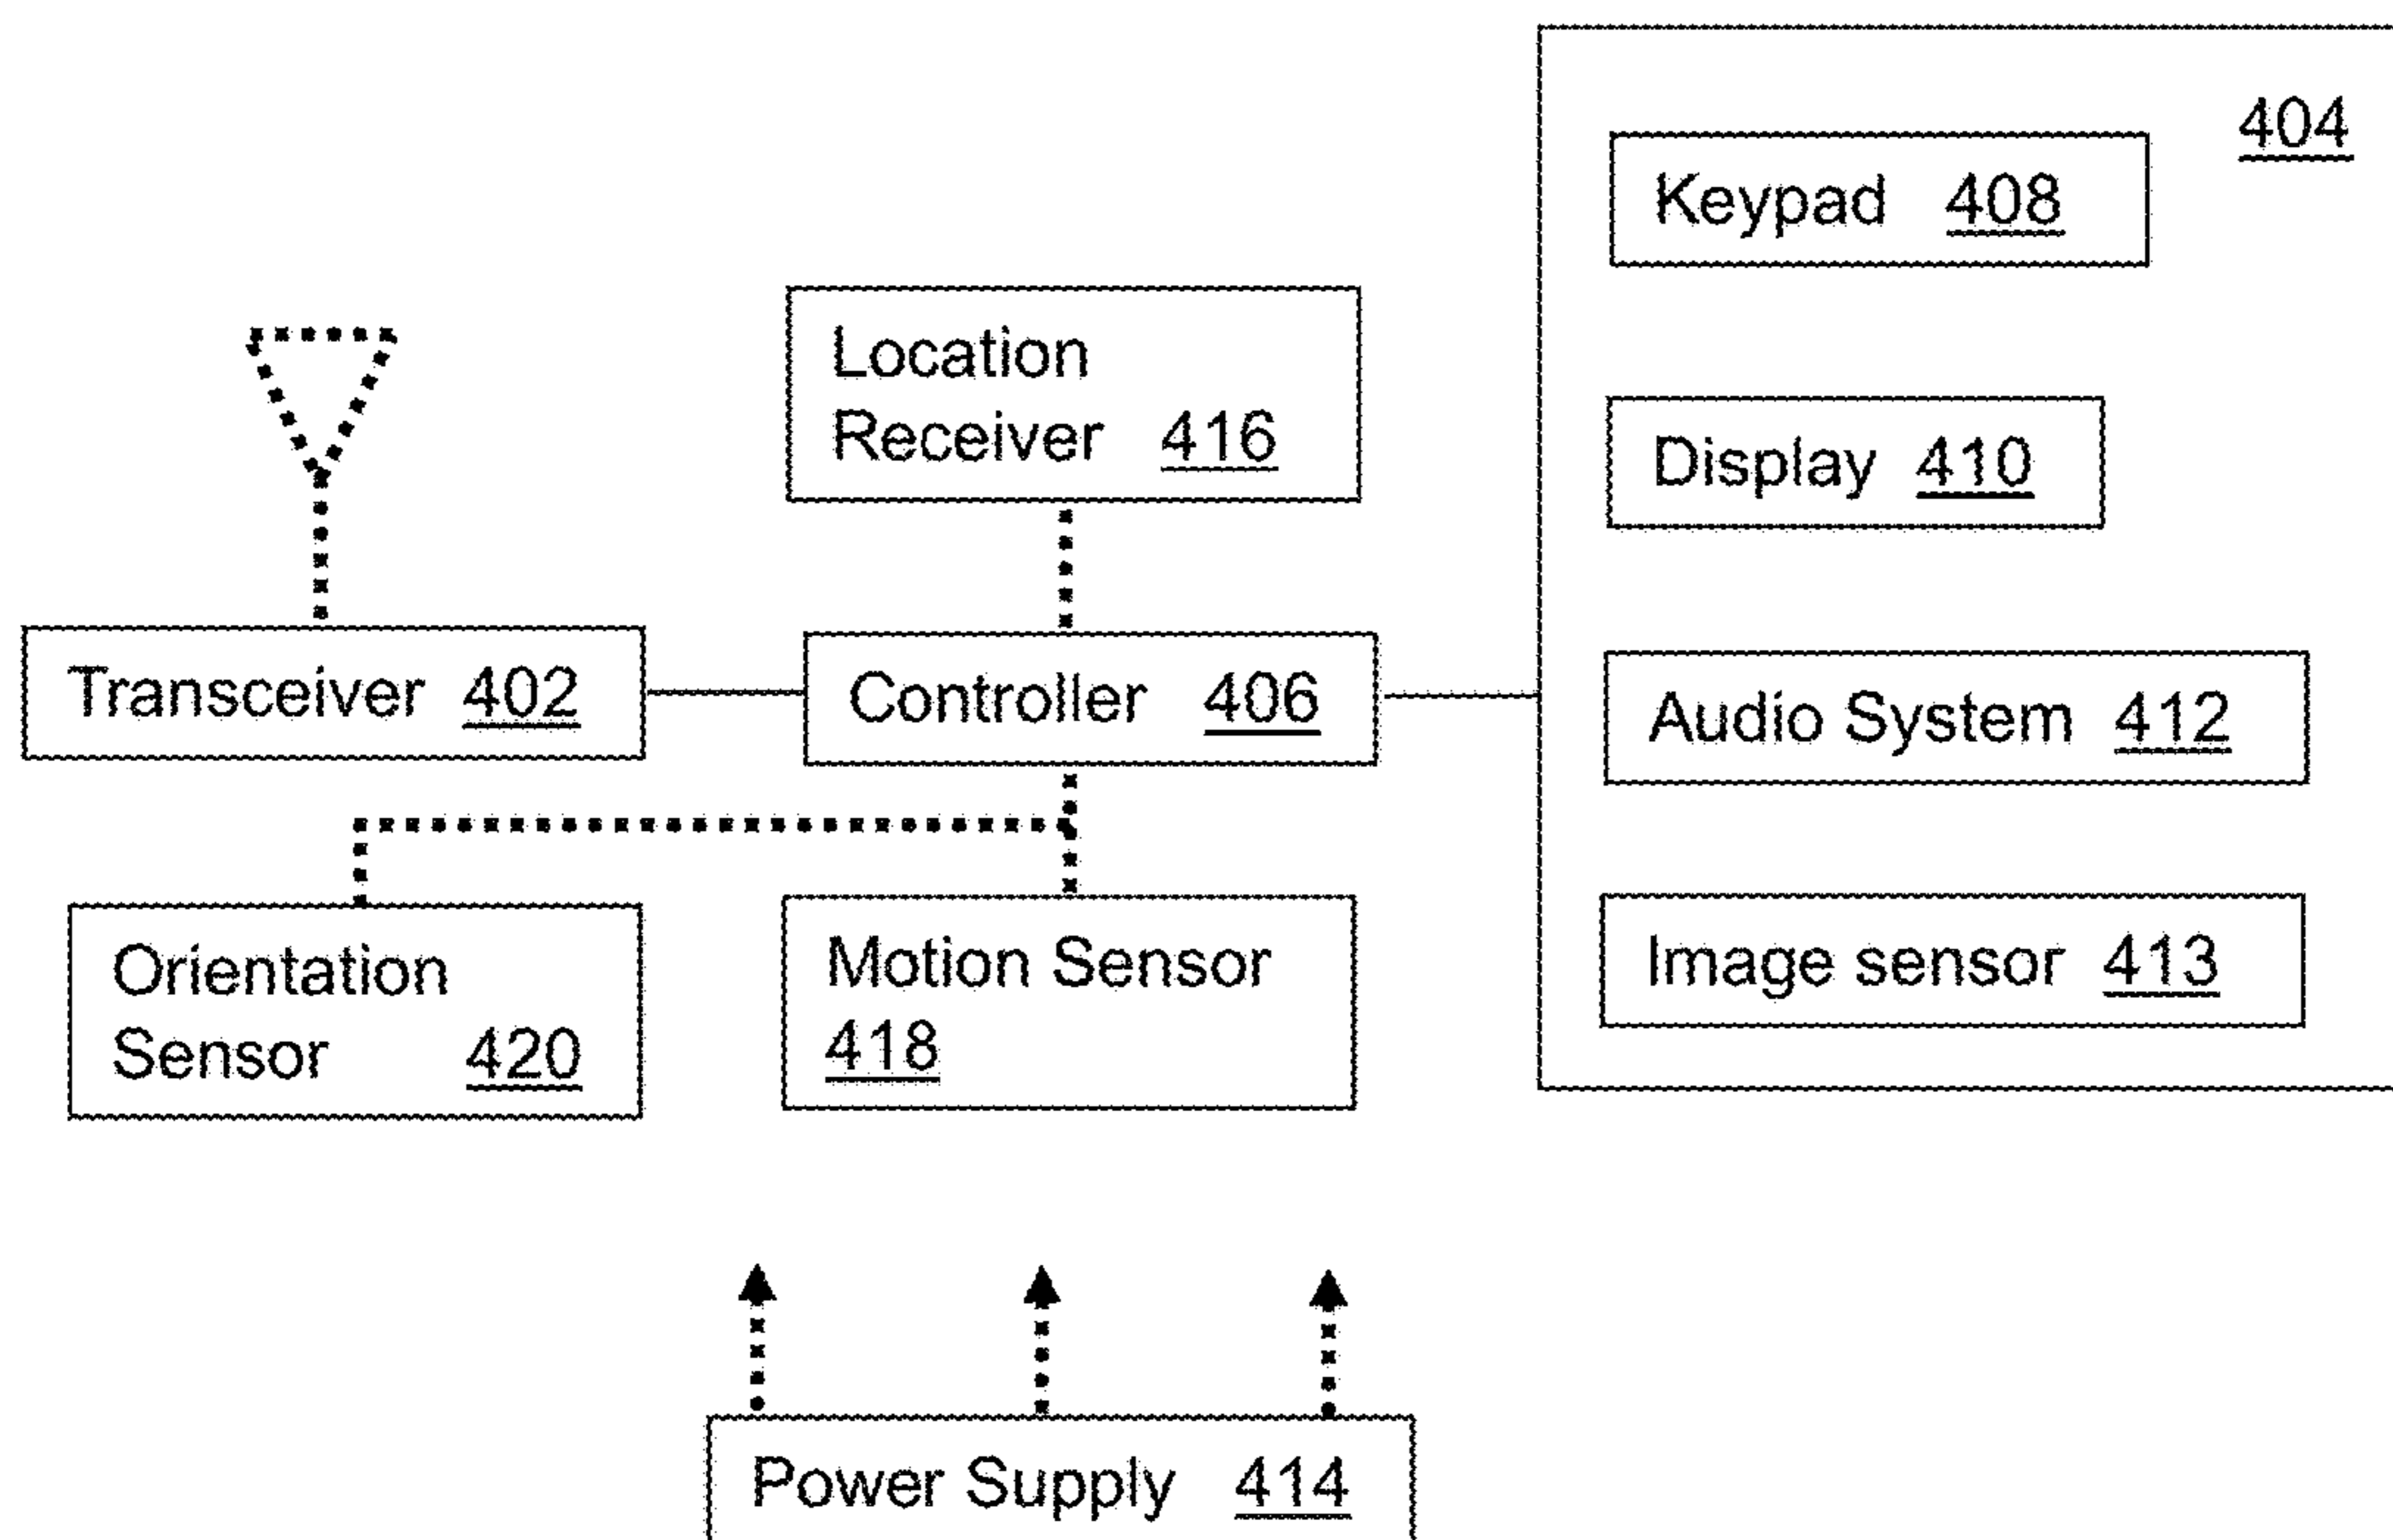 404
Keypad 408
Location
Receiver 416
Display 410
Transceiver 402
Controller 406
Audio System 412
Orientation
Sensor 420
Motion Sensor
418
Image sensor 413
Power Supply 414